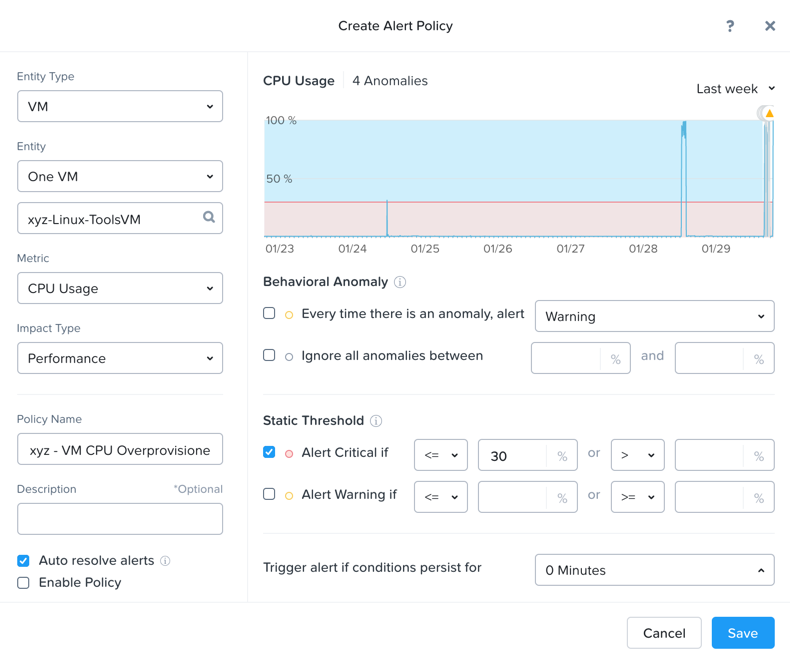 Create Alert Policy
?
Entity Type
VM
Entity
One VM
xyz-Linux-ToolsVM
Metric
CPU Usage
Impact Type
Performance
Policy Name
xyz - VM CPU Overprovisione
Description *Optional
Auto resolve alerts
Enable Policy
CPU Usage 4 Anomalies
Last week
100 %
50 %
01/23 01/24 01/25 01/26 01/27 01/28 01/29
Behavioral Anomaly
Every time there is an anomaly, alert Warning
Ignore all anomalies between % and %
Static Threshold
Alert Critical if <= 30 % or > %
Alert Warning if <= % or >= %
Trigger alert if conditions persist for 0 Minutes
Cancel Save